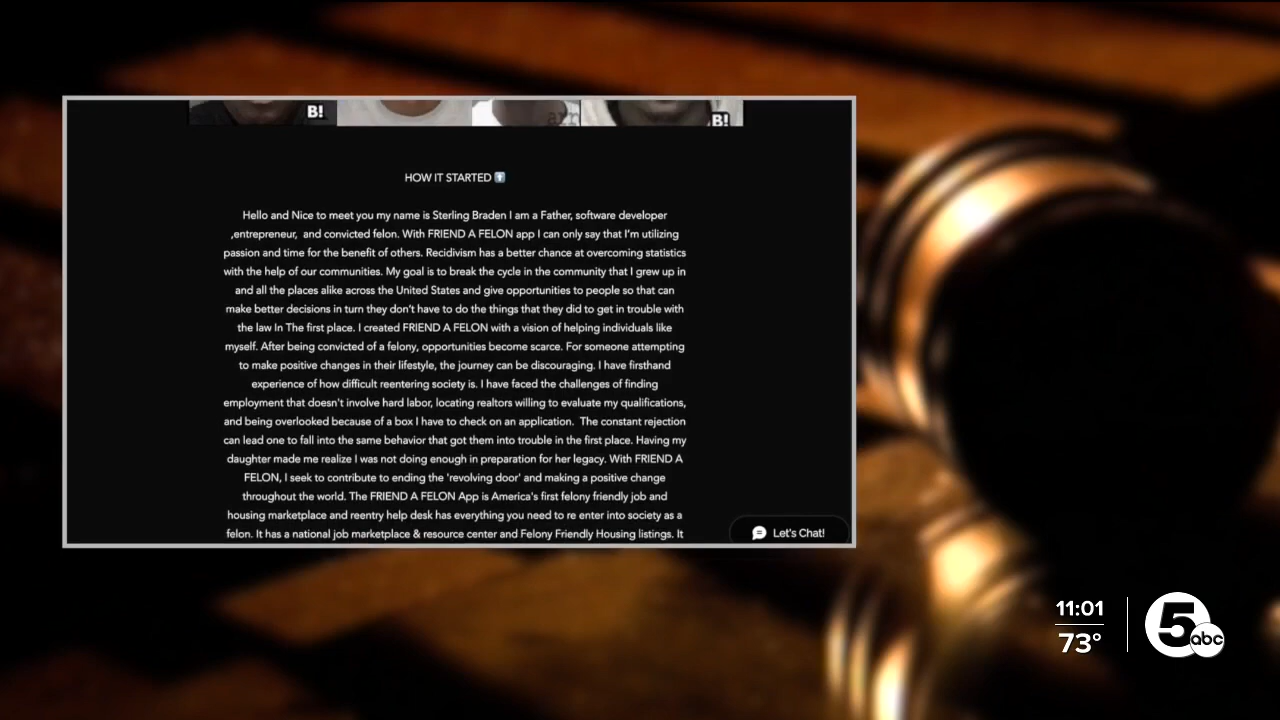 B!
B!
HOW IT STARTED
Hello and Nice to meet you my name is Sterling Braden I am a Father, software developer
,entrepreneur, and convicted felon. With FRIEND A FELON app I can only say that I'm utilizing
passion and time for the benefit of others. Recidivism has a better chance at overcoming statistics
with the help of our communities. My goal is to break the cycle in the community that I grew up in
and all the places alike across the United States and give opportunities to people so that can
make better decisions in turn they don't have to do the things that they did to get in trouble with
the law In The first place. I created FRIEND A FELON with a vision of helping individuals like
myself. After being convicted of a felony, opportunities become scarce. For someone attempting
to make positive changes in their lifestyle, the journey can be discouraging. I have firsthand
experience of how difficult reentering society is. I have faced the challenges of finding
employment that doesn't involve hard labor, locating realtors willing to evaluate my qualifications,
and being overlooked because of a box I have to check on an application. The constant rejection
can lead one to fall into the same behavior that got them into trouble in the first place. Having my
daughter made me realize I was not doing enough in preparation for her legacy. With FRIEND A
FELON, I seek to contribute to ending the 'revolving door' and making a positive change
throughout the world. The FRIEND A FELON App is America's first felony friendly job and
housing marketplace and reentry help desk has everything you need to re enter into society as a
felon. It has a national job marketplace & resource center and Felony Friendly Housing listings. It
Let's Chat!
11:01
73°
5
abc